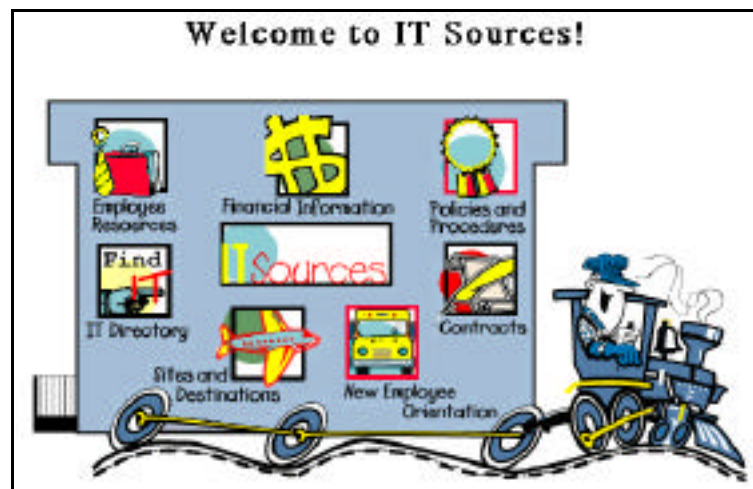 Welcome to IT Sources!
Employee
Resources
Financial Information
Policies and
Procedures
Find
IT
IT Directory
IT Sources
Contracts
Sites and
Destinations
New Employee
Orientation